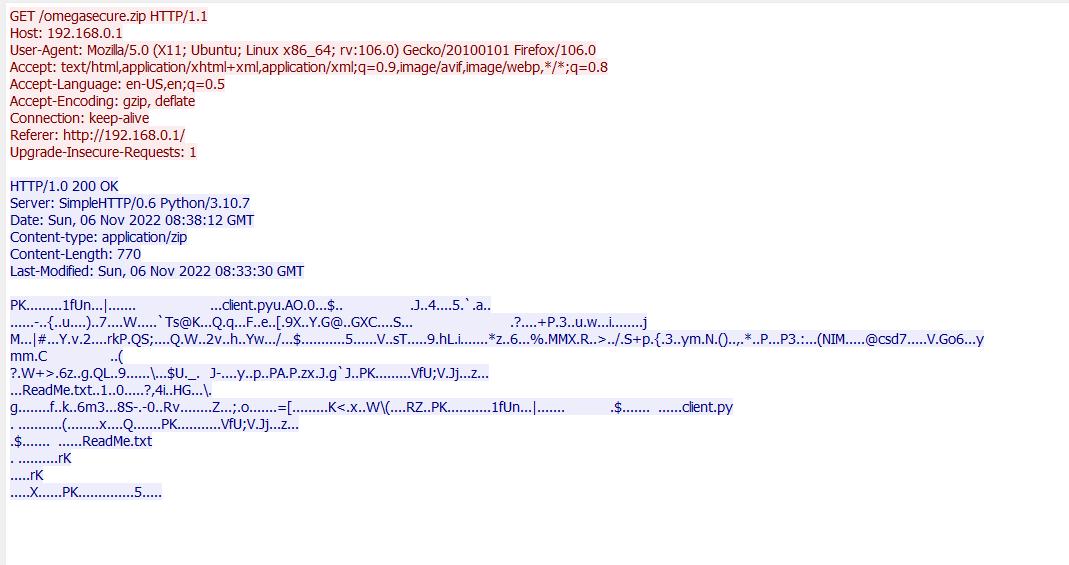 GET /omegasecure.zip HTTP/1.1
Host: 192.168.0.1
User-Agent: Mozilla/5.0 (X11; Ubuntu; Linux x86_64; rv:106.0) Gecko/20100101 Firefox/106.0
Accept: text/html,application/xhtml+xml,application/xml;q=0.9,image/avif,image/webp,*/*;q=0.8
Accept-Language: en-US,en;q=0.5
Accept-Encoding: gzip, deflate
Connection: keep-alive
Referer: http://192.168.0.1/
Upgrade-Insecure-Requests: 1
HTTP/1.0 200 OK
Server: SimpleHTTP/0.6 Python/3.10.7
Date: Sun, 06 Nov 2022 08:38:12 GMT
Content-type: application/zip
Content-Length: 770
Last-Modified: Sun, 06 Nov 2022 08:33:30 GMT
PK.........1fUn...|....... ...client.pyu.AO.0...$.. .J..4....5.`.a..
......-..{..u....)..7....W.....`Ts@K...Q.q...F..e..[.9X..Y.G@..GXC....S... .?....+P.3..u.w...i........j
M...|#...Y.v.2....rkP.QS;....Q.W..2v..h..Yw.../...$...........5.....V..sT.....9.hL.i.......*z..6...%.MMX.R..>../.S+p.{.3..ym.N.()..,.*..P...P3.:...(NIM.....@csd7.....V.Go6...y
mm.C ..(
?.W+>.6z..g.QL..9......\...$U._. J-....y..p..PA.P.zx.J.g`J..PK.........VfU;V.Jj...z...
...ReadMe.txt..1..0.....?,4i..HG...\.
g........f..k..6m3...8S-.-0..Rv........Z...;.o.......=[.........K<.x..W\(....RZ..PK...........1fUn...|....... .$....... ......client.py
. ...........(........x....Q.......PK...........VfU;V.Jj...z...
.$....... ......ReadMe.txt
. ..........rK
.....rK
.....X......PK..............5.....